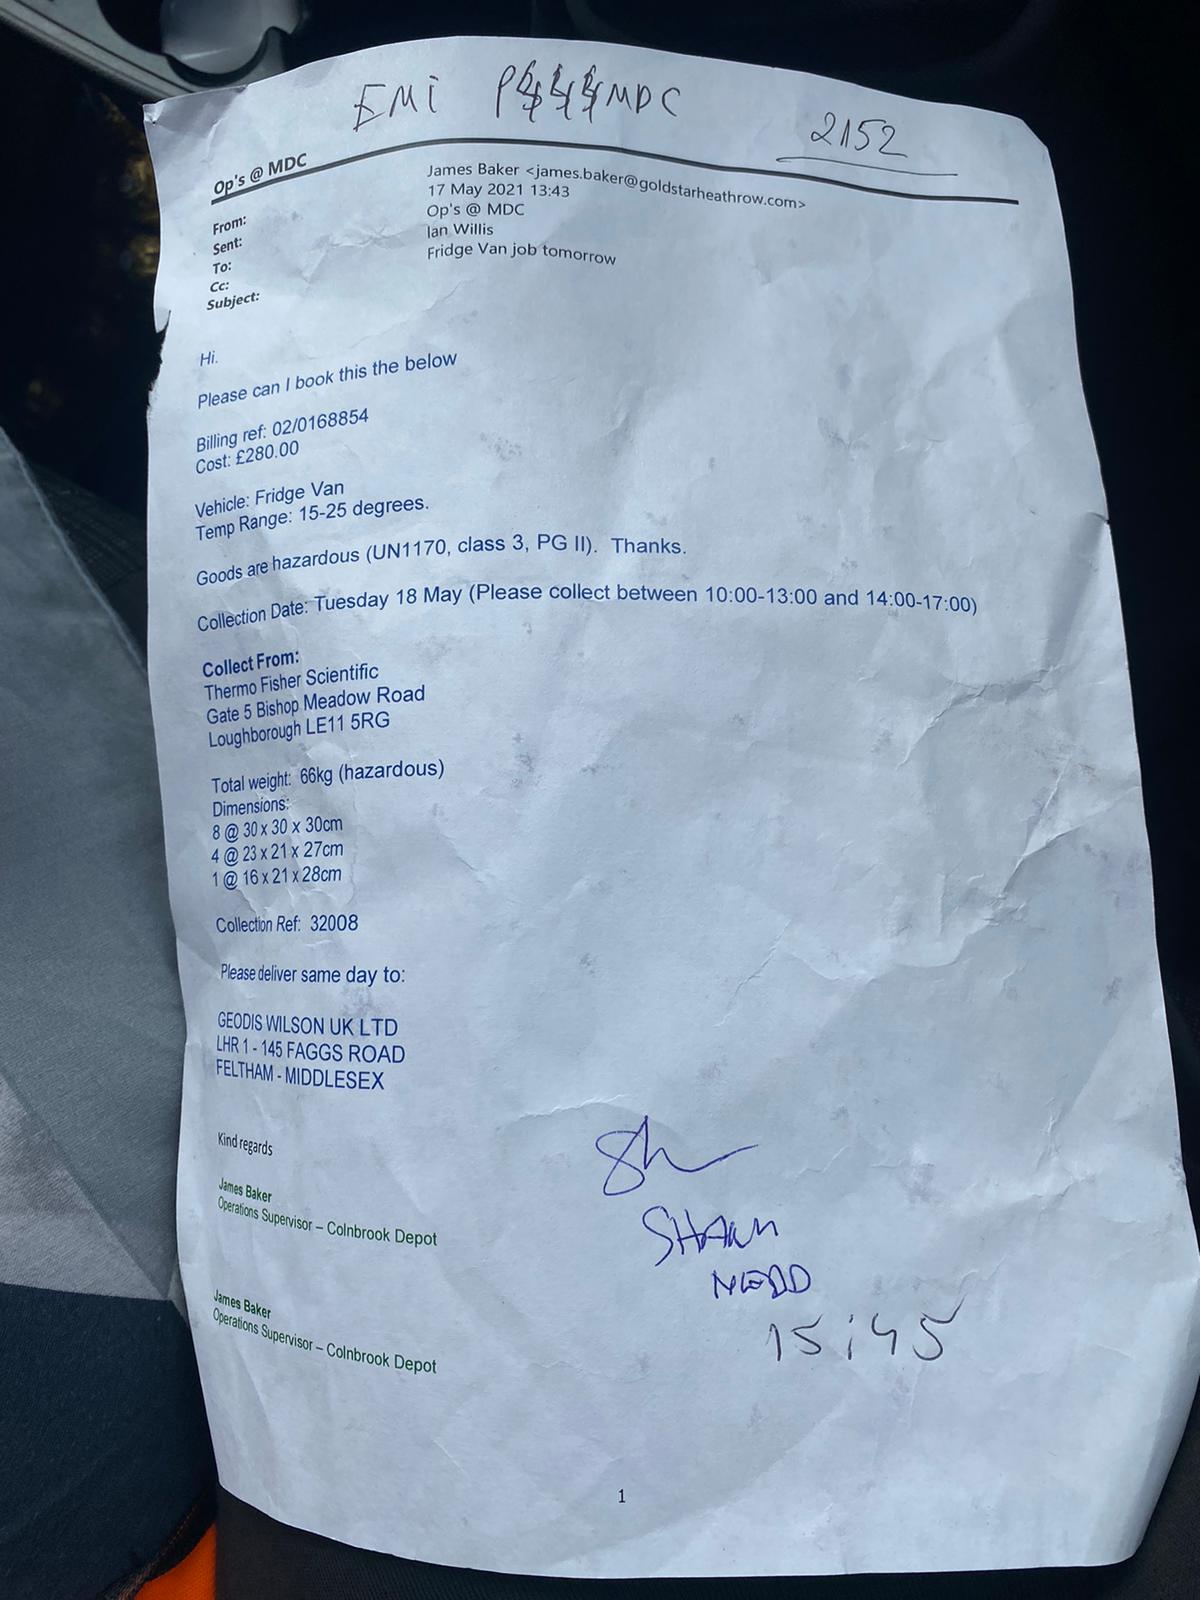 EMi P MDC
2152
Op's @ MDC
From: James Baker <james.baker@goldstarheathrow.com>
Sent: 17 May 2021 13:43
To: Op's @ MDC
Cc: Ian Willis
Subject: Fridge Van job tomorrow
Hi.
Please can I book this the below
Billing ref: 02/0168854
Cost: £280.00
Vehicle: Fridge Van
Temp Range: 15-25 degrees.
Goods are hazardous (UN1170, class 3, PG II). Thanks.
Collection Date: Tuesday 18 May (Please collect between 10:00-13:00 and 14:00-17:00)
Collect From:
Thermo Fisher Scientific
Gate 5 Bishop Meadow Road
Loughborough LE11 5RG
Total weight: 66kg (hazardous)
Dimensions:
8 @ 30 x 30 x 30cm
4 @ 23 x 21 x 27cm
1 @ 16 x 21 x 28cm
Collection Ref: 32008
Please deliver same day to:
GEODIS WILSON UK LTD
LHR 1 - 145 FAGGS ROAD
FELTHAM - MIDDLESEX
Kind regards
James Baker
Operations Supervisor – Colnbrook Depot
James Baker
Operations Supervisor – Colnbrook Depot
15:45
1